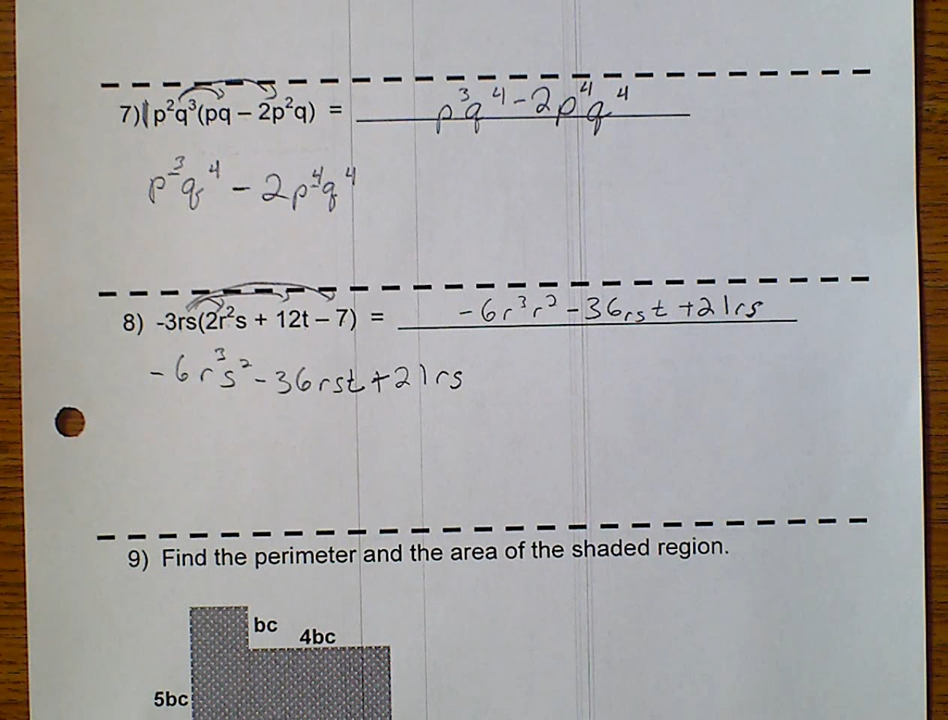 7) 1p²q³(pq – 2p²q) = p³q⁴ - 2p⁴q⁴
p³q⁴ - 2p⁴q⁴
8) -3rs(2r²s + 12t – 7) = -6r³r² - 36rst + 21rs
-6r³s² - 36rst + 21rs
9) Find the perimeter and the area of the shaded region.
bc
4bc
5bc